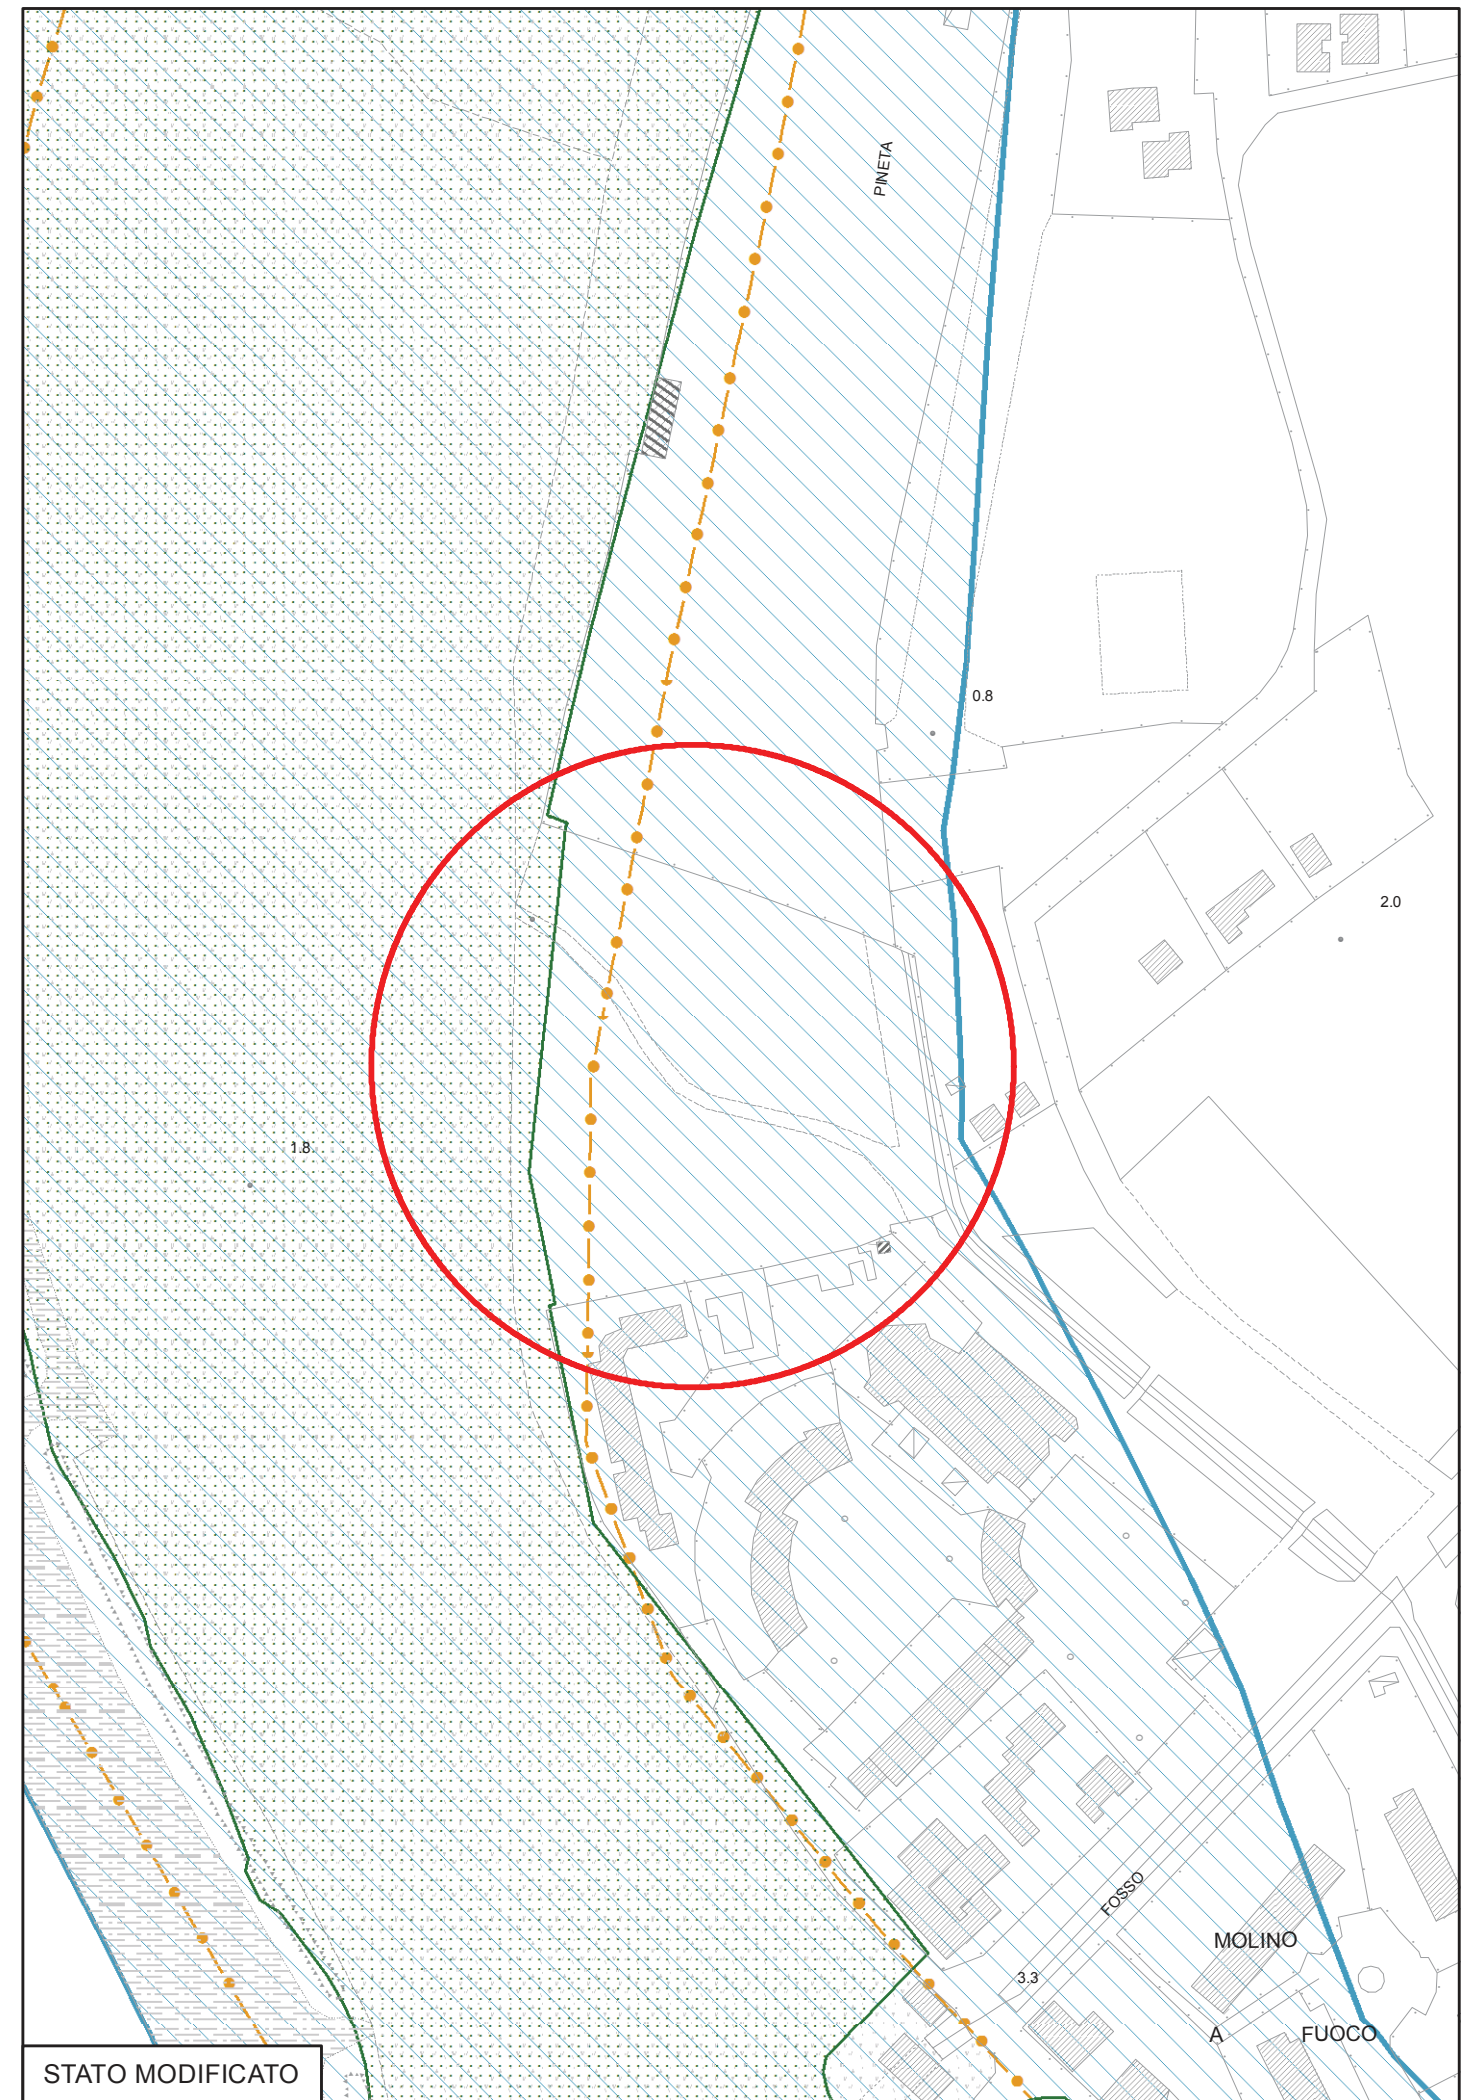 PINETA
0.8
2.0
1.8
FOSSO
MOLINO
3.3
A
FUOCO
STATO MODIFICATO